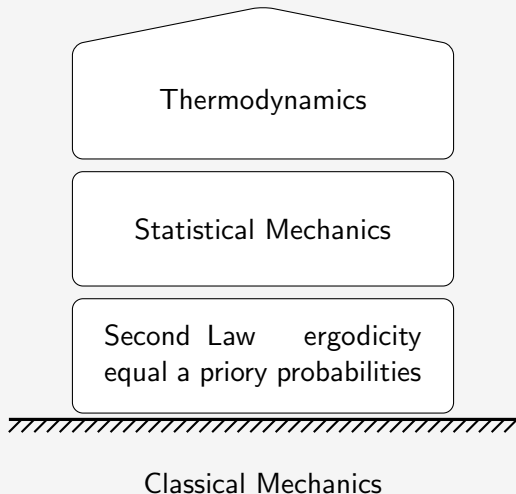 Thermodynamics
Statistical Mechanics
Second Law ergodicity
equal a priory probabilities
Classical Mechanics